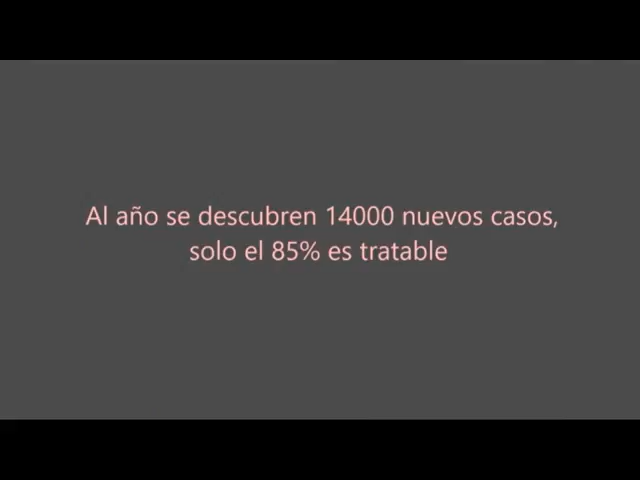 Al año se descubren 14000 nuevos casos,
solo el 85% es tratable